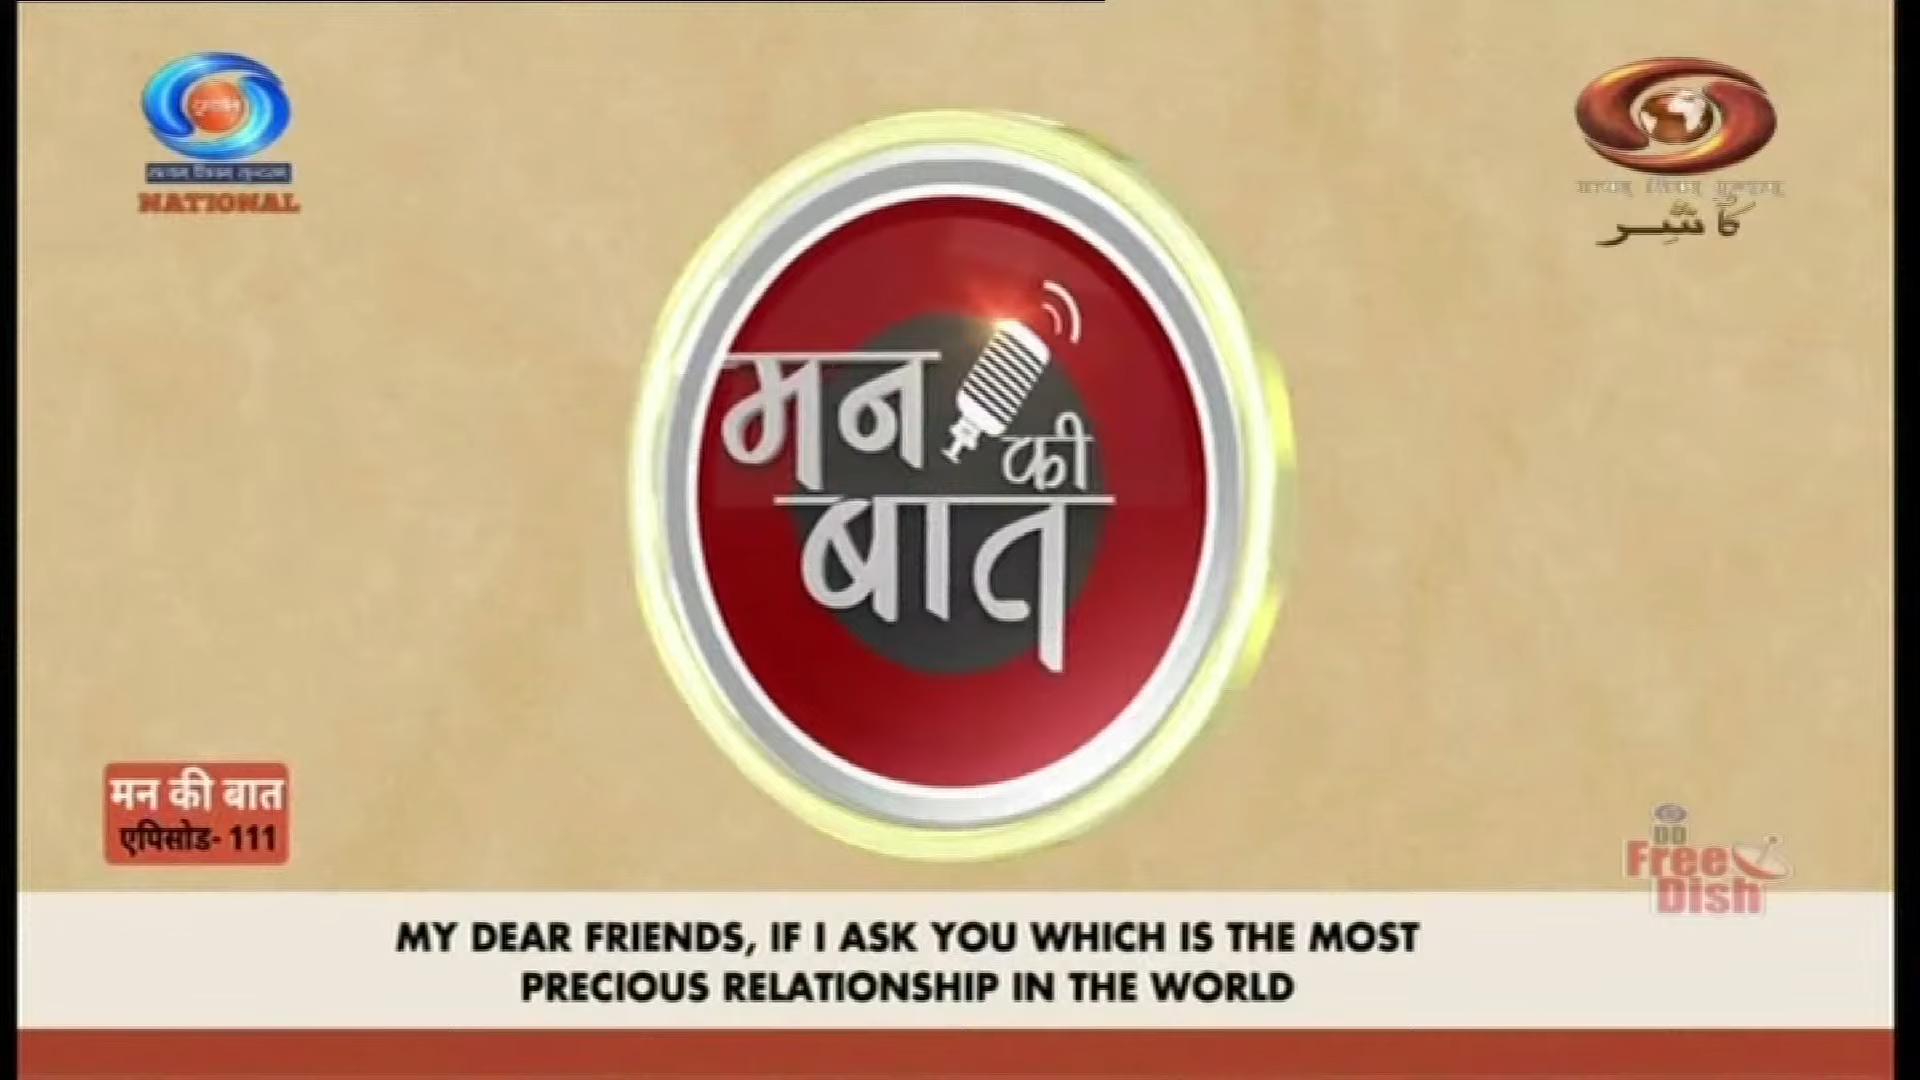 NATIONAL
كٲشِر
मन की
बात
मन की बात
एपिसोड- 111
DD
Free
Dish
MY DEAR FRIENDS, IF I ASK YOU WHICH IS THE MOST
PRECIOUS RELATIONSHIP IN THE WORLD